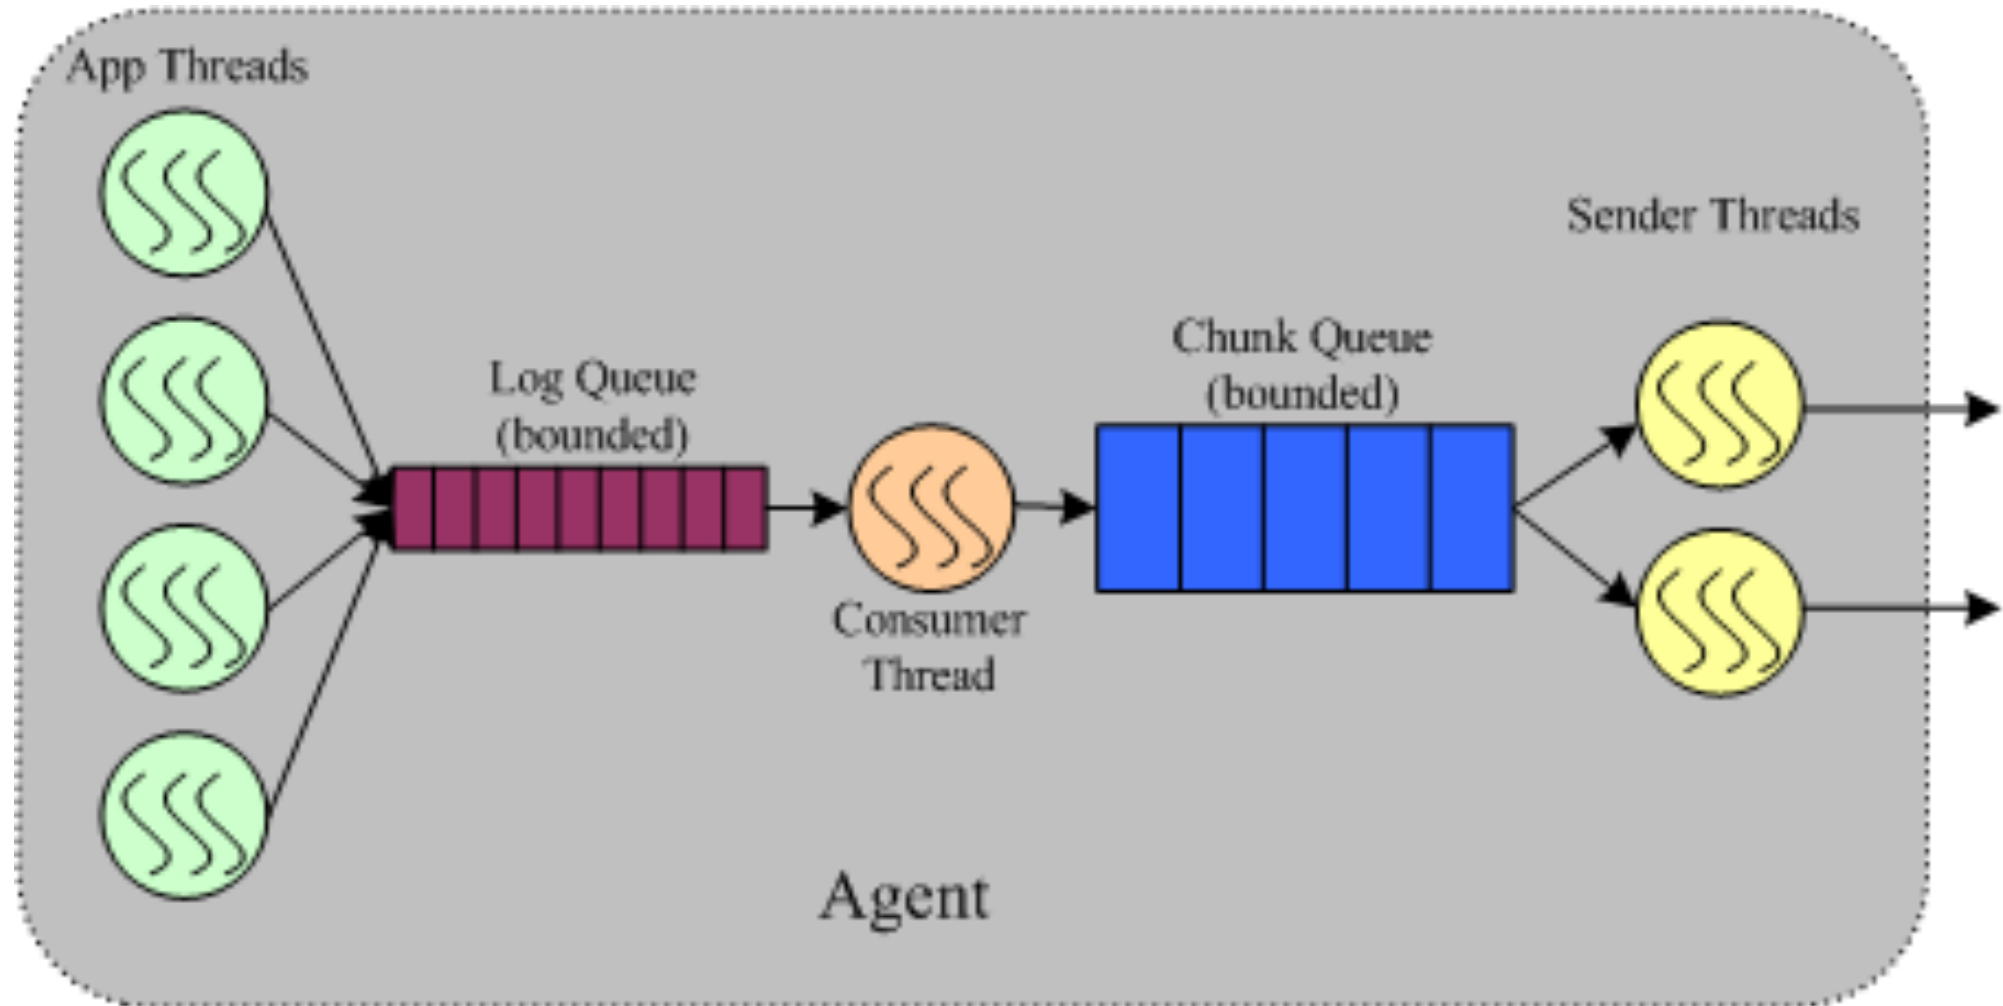 App Threads
Sender Threads
Log Queue
(bounded)
Chunk Queue
(bounded)
Consumer
Thread
Agent